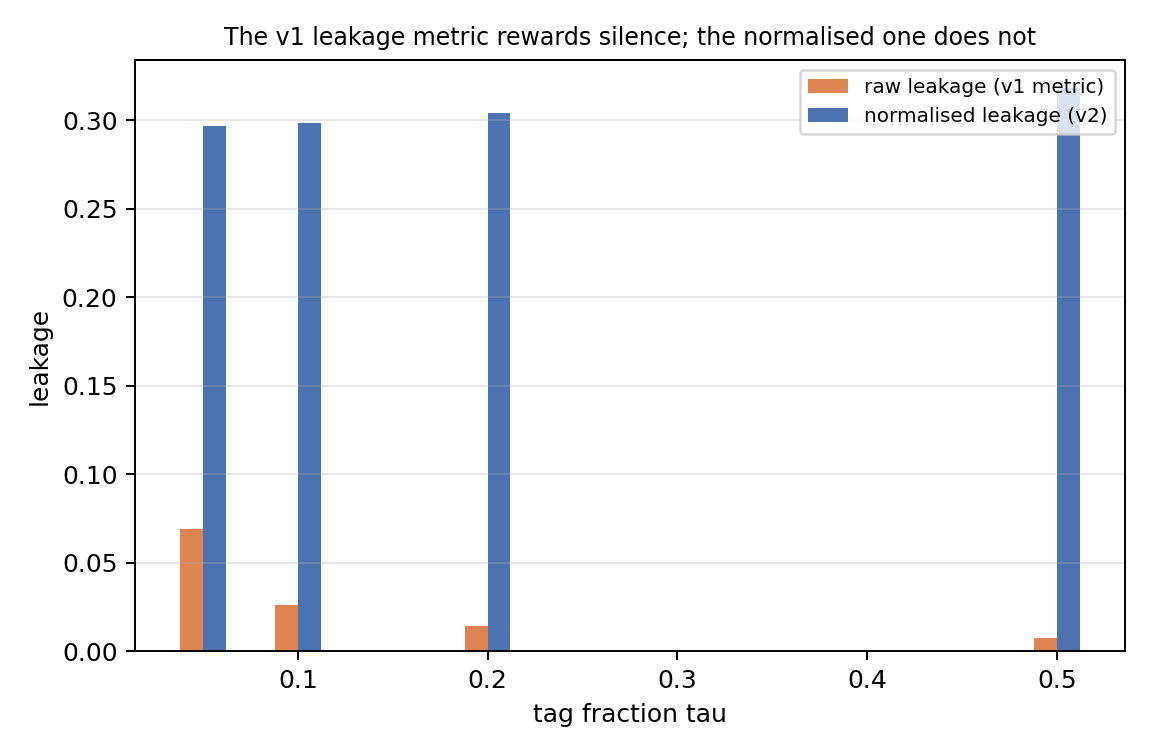 The v1 leakage metric rewards silence; the normalised one does not
raw leakage (v1 metric)
normalised leakage (v2)
leakage
0.30
0.25
0.20
0.15
0.10
0.05
0.00
0.1 0.2 0.3 0.4 0.5
tag fraction tau